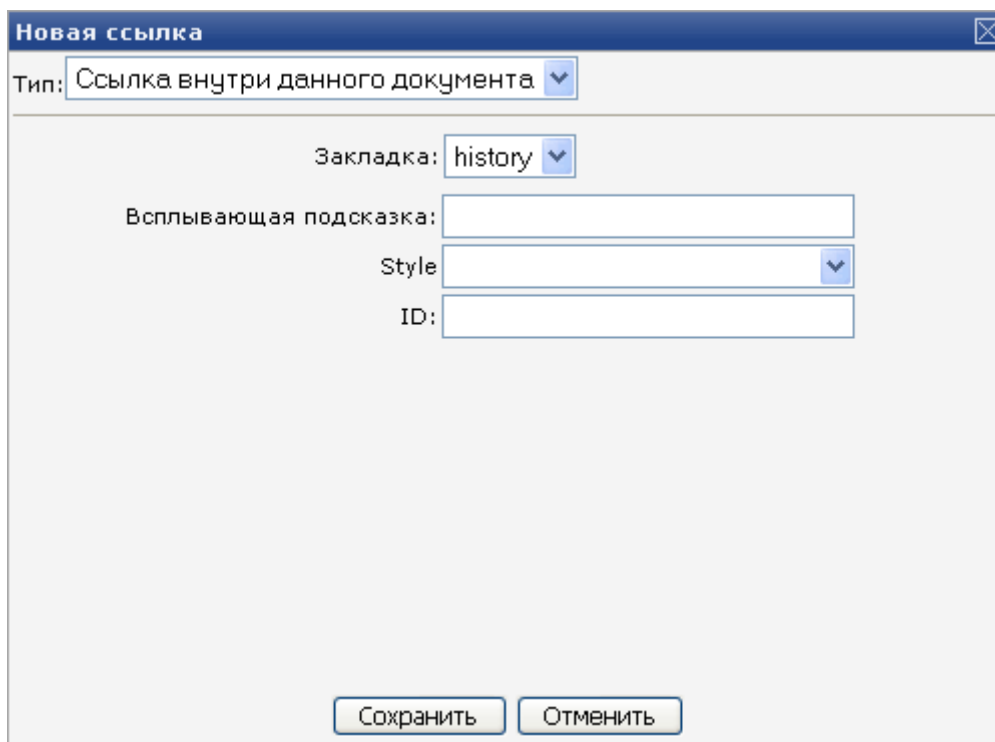 Новая ссылка
Тип: Ссылка внутри данного документа
Закладка: history
Всплывающая подсказка:
Style
ID:
Сохранить Отменить